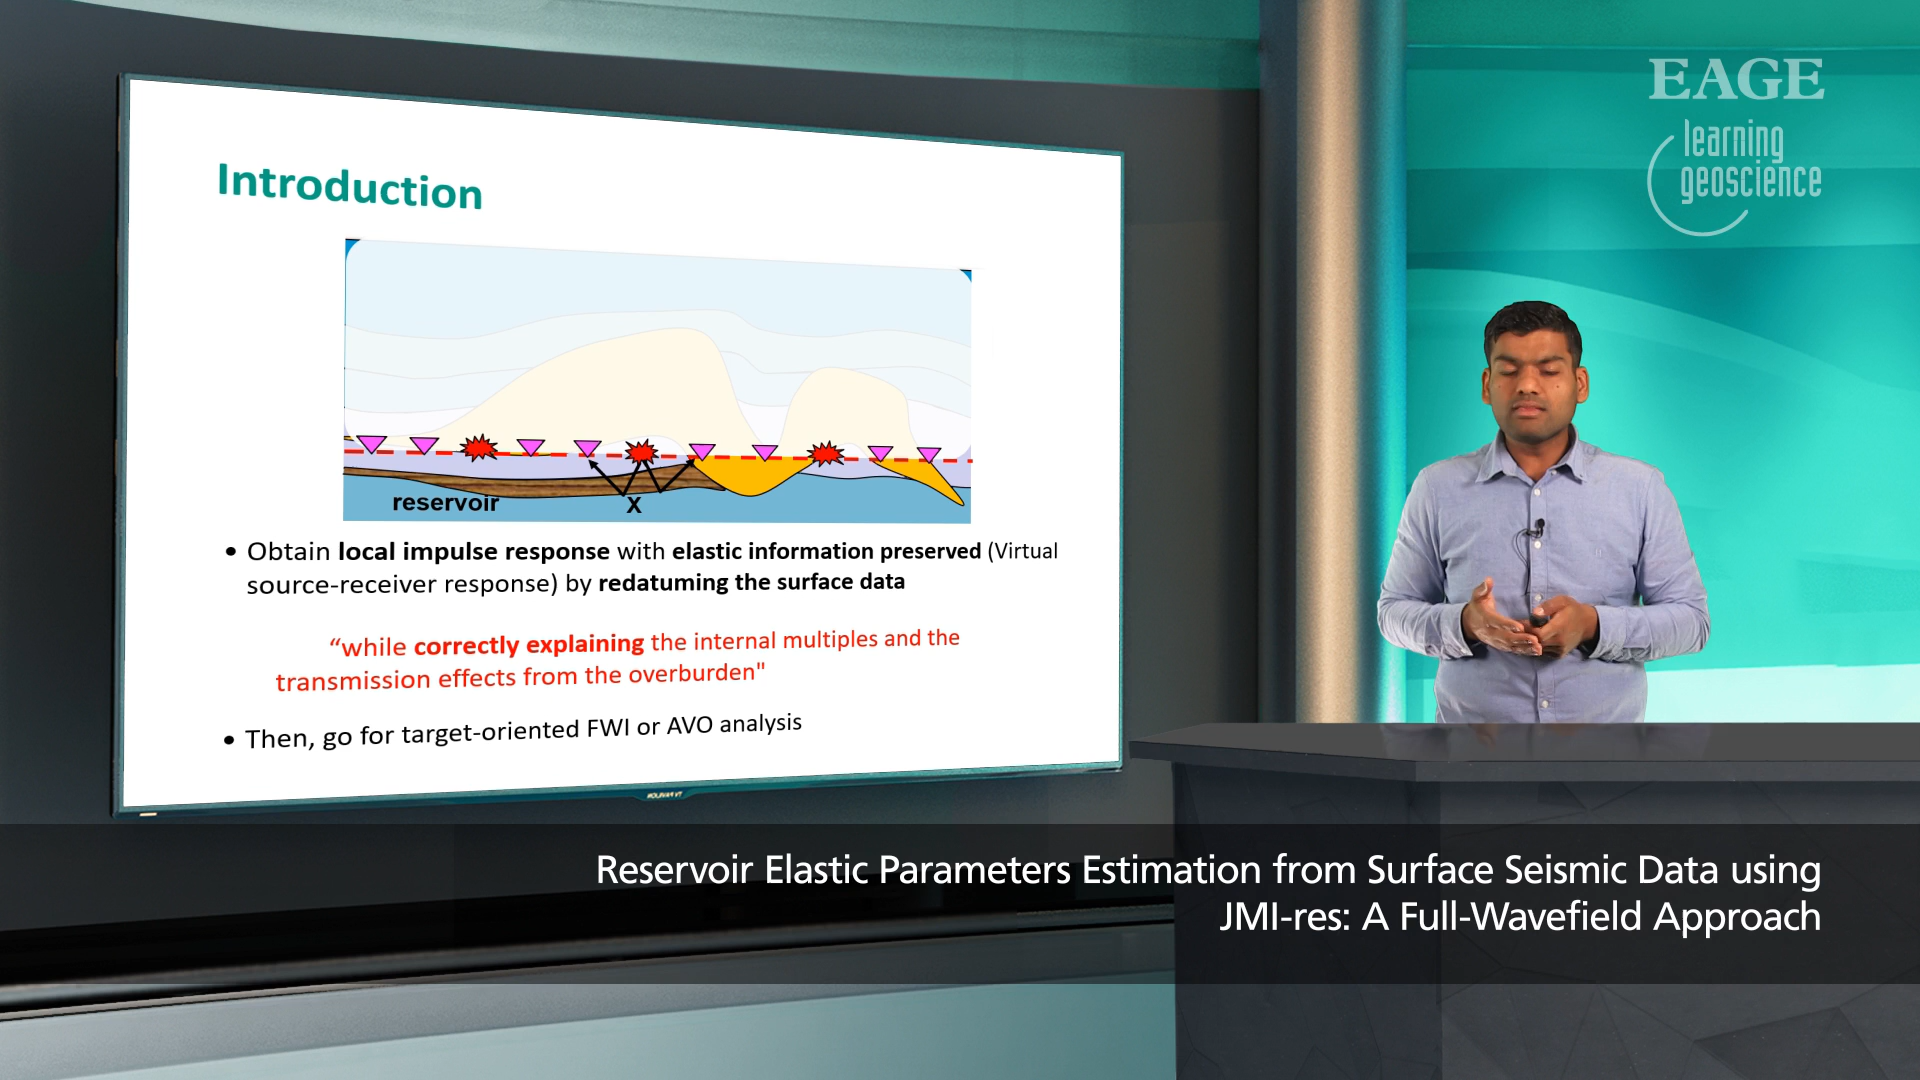 EAGE
learning
geoscience
Introduction
reservoir
X
• Obtain local impulse response with elastic information preserved (Virtual
source-receiver response) by redatuming the surface data
“while correctly explaining the internal multiples and the
transmission effects from the overburden"
• Then, go for target-oriented FWI or AVO analysis
Reservoir Elastic Parameters Estimation from Surface Seismic Data using
JMI-res: A Full-Wavefield Approach